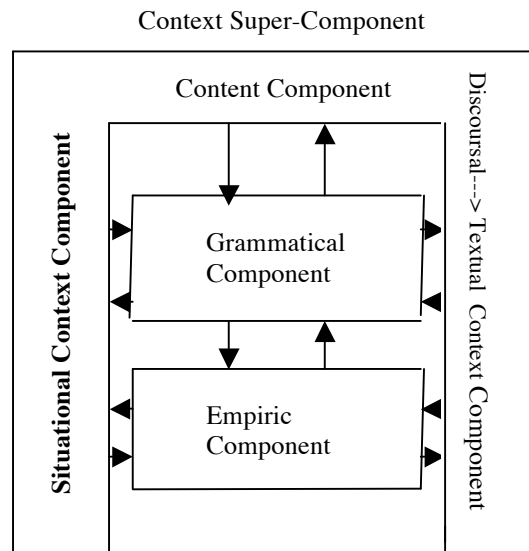 Context Super-Component
Content Component
Situational Context Component
Discoursal---> Textual Context Component
Grammatical
Component
Empiric
Component